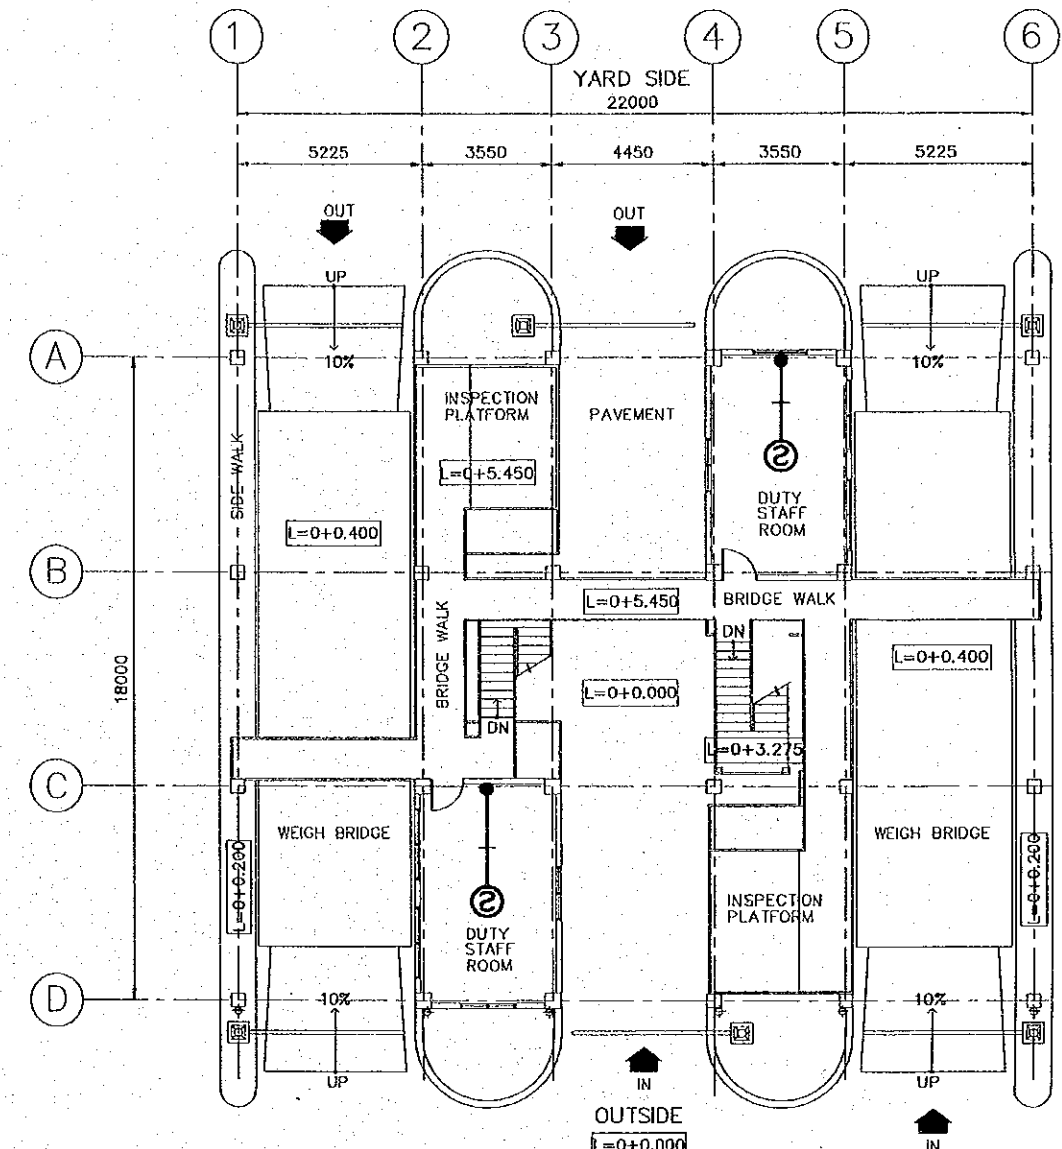 1 2 3 4 5 6
YARD SIDE
22000
5225 3550 4450 3550 5225
OUT
OUT
UP
UP
A
10%
10%
INSPECTION
PLATFORM
PAVEMENT
SIDE WALK
L=0+5.450
S
DUTY
STAFF
ROOM
L=0+0.400
B
L=0+5.450
BRIDGE WALK
BRIDGE WALK
DN
L=0+0.400
18000
L=0+0.000
DN
L=0+3.275
C
WEIGH BRIDGE
WEIGH BRIDGE
L=0+0.200
L=0+0.200
S
INSPECTION
PLATFORM
DUTY
STAFF
ROOM
D
10%
10%
UP
UP
IN
OUTSIDE
L=0+0.000
IN